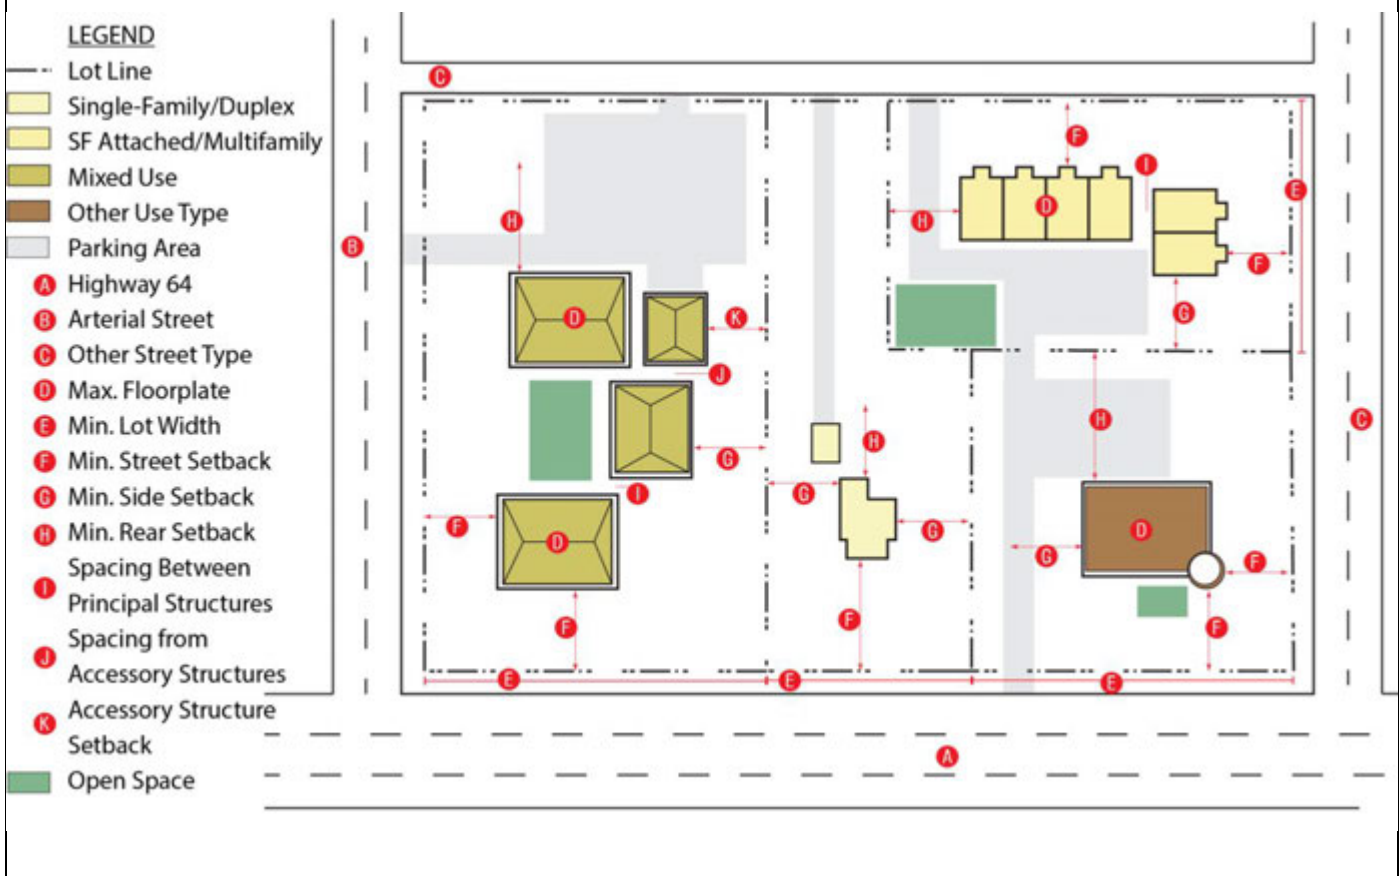 LEGEND
Lot Line
Single-Family/Duplex
SF Attached/Multifamily
Mixed Use
Other Use Type
Parking Area
A Highway 64
B Arterial Street
C Other Street Type
D Max. Floorplate
E Min. Lot Width
F Min. Street Setback
G Min. Side Setback
H Min. Rear Setback
I Spacing Between
Principal Structures
J Spacing from
Accessory Structures
K Accessory Structure
Setback
Open Space
C
F
I
E
D
H
H
B
F
G
D
K
J
H
C
H
G
I
G
F
G
D
D
G
F
F
F
F
E
E
E
A